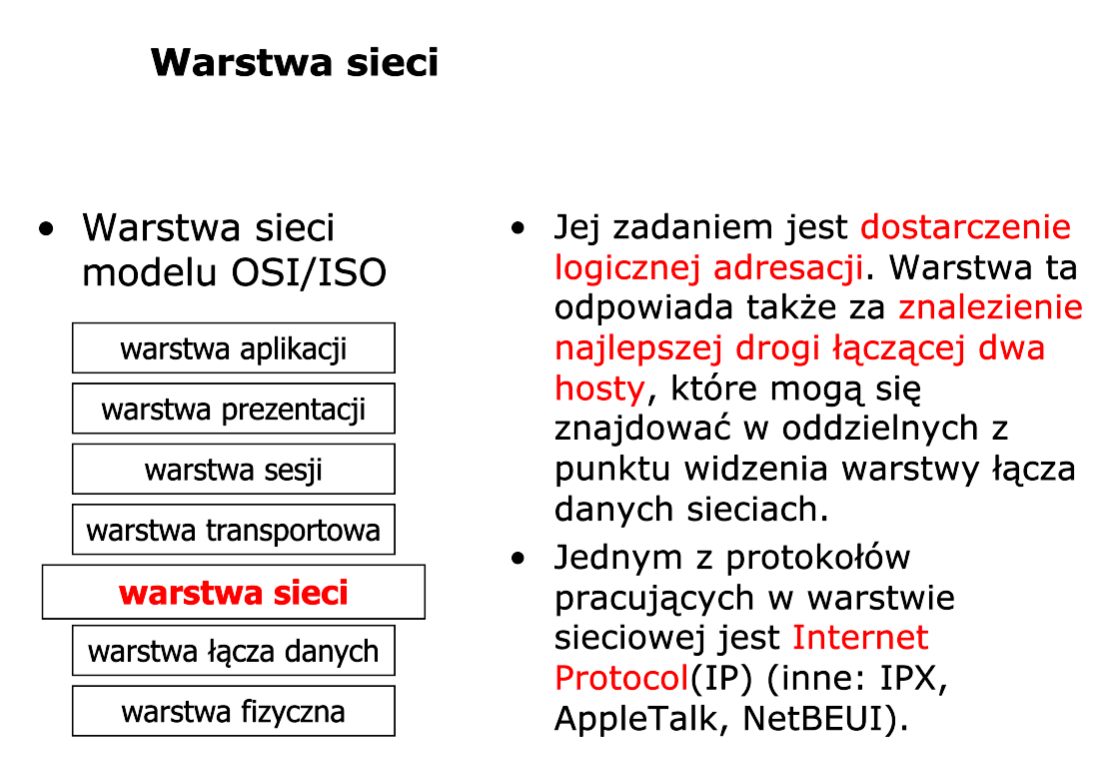 Warstwa sieci
• Warstwa sieci
modelu OSI/ISO
warstwa aplikacji
warstwa prezentacji
warstwa sesji
warstwa transportowa
warstwa sieci
warstwa łącza danych
warstwa fizyczna
• Jej zadaniem jest dostarczenie
logicznej adresacji. Warstwa ta
odpowiada także za znalezienie
najlepszej drogi łączącej dwa
hosty, które mogą się
znajdować w oddzielnych z
punktu widzenia warstwy łącza
danych sieciach.
• Jednym z protokołów
pracujących w warstwie
sieciowej jest Internet
Protocol(IP) (inne: IPX,
AppleTalk, NetBEUI).